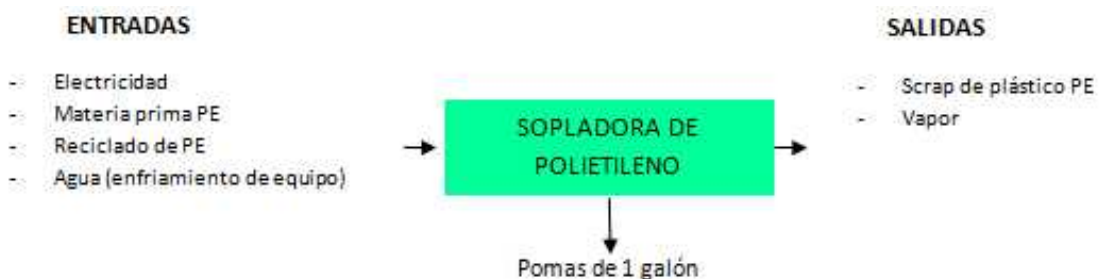 ENTRADAS
- Electricidad
- Materia prima PE
- Reciclado de PE
- Agua (enfriamiento de equipo)
SOPLADORA DE
POLIETILENO
Pomas de 1 galón
SALIDAS
- Scrap de plástico PE
- Vapor